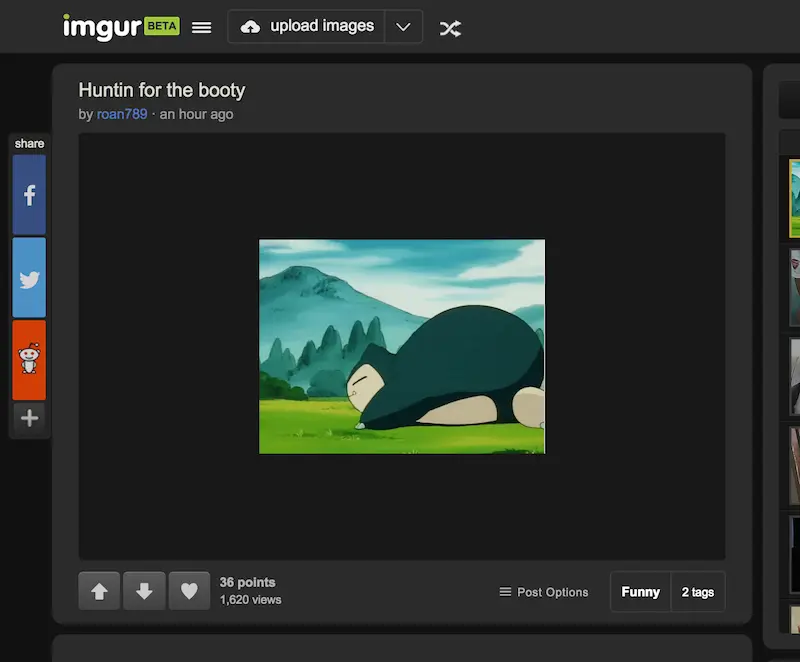 imgur BETA
upload images
Huntin for the booty
by roan789 · an hour ago
share
36 points
1,620 views
Post Options
Funny
2 tags